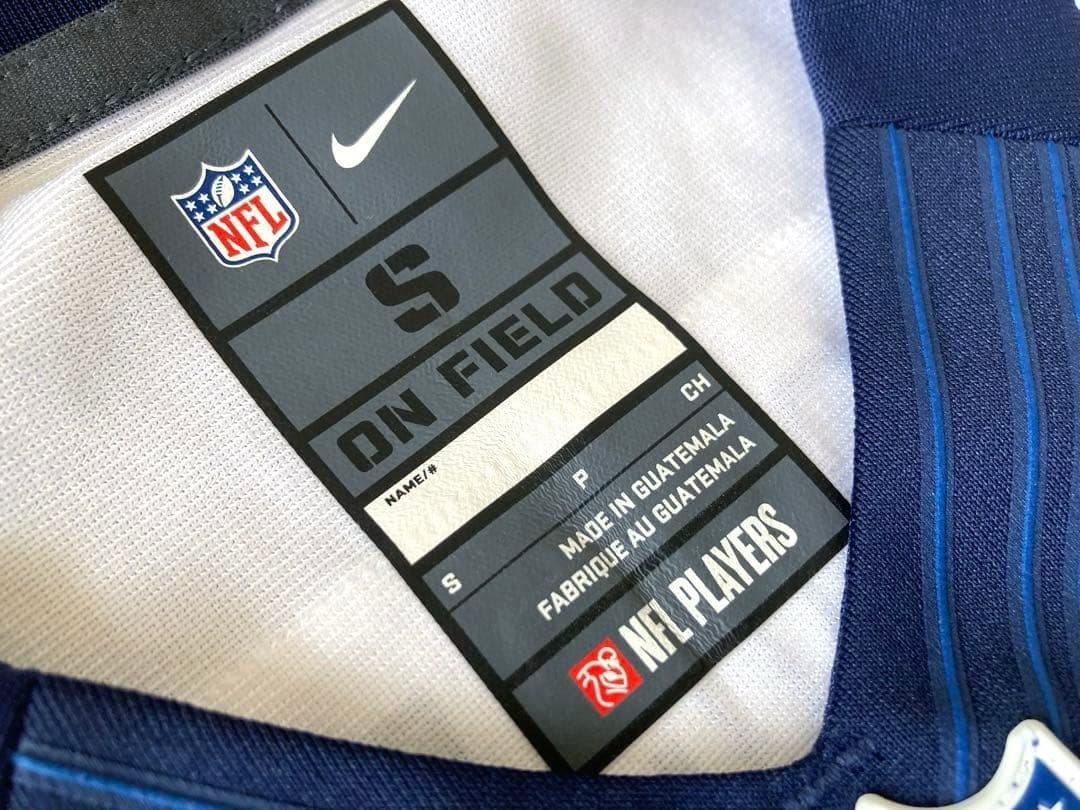 NFL
S
ON FIELD
NAME/#
S P CH
MADE IN GUATEMALA
FABRIQUE AU GUATEMALA
NFL PLAYERS